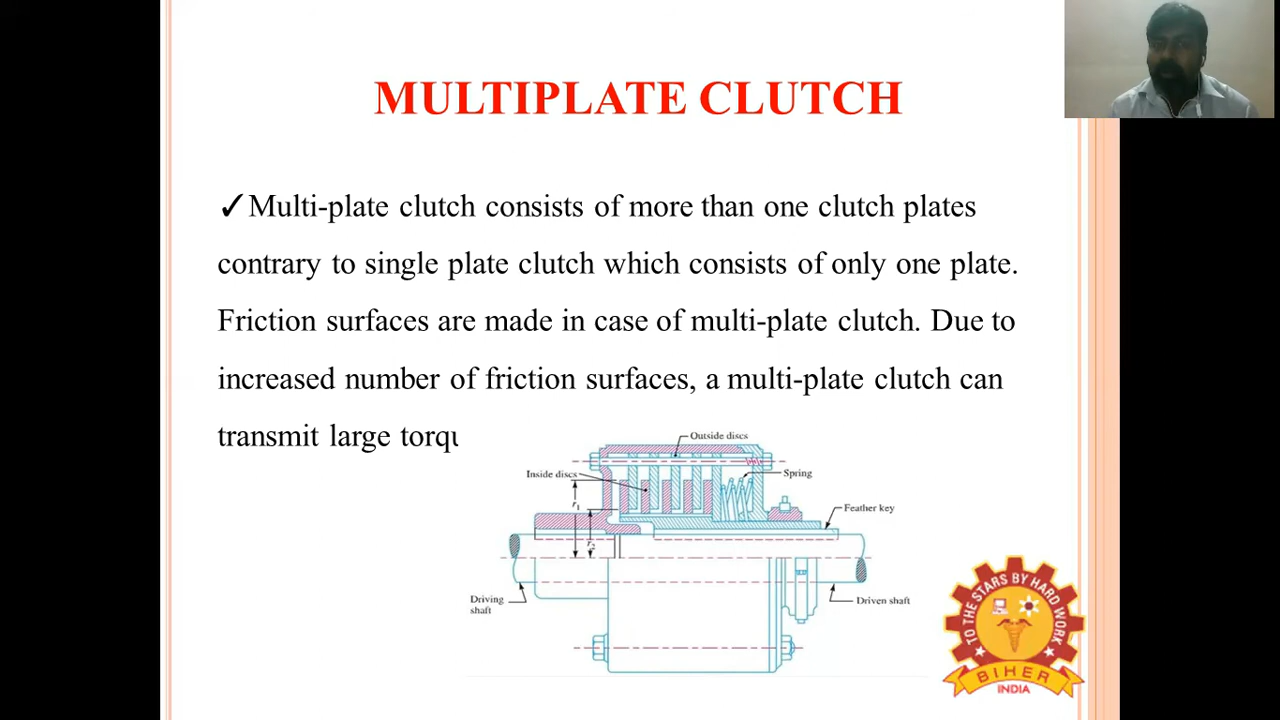 MULTIPLATE CLUTCH
✓Multi-plate clutch consists of more than one clutch plates
contrary to single plate clutch which consists of only one plate.
Friction surfaces are made in case of multi-plate clutch. Due to
increased number of friction surfaces, a multi-plate clutch can
transmit large torqu
Outside discs
Inside discs
Spring
r1
Feather key
r2
Driving
shaft
Driven shaft
TO THE STARS BY HARD WORK
BIHER
INDIA